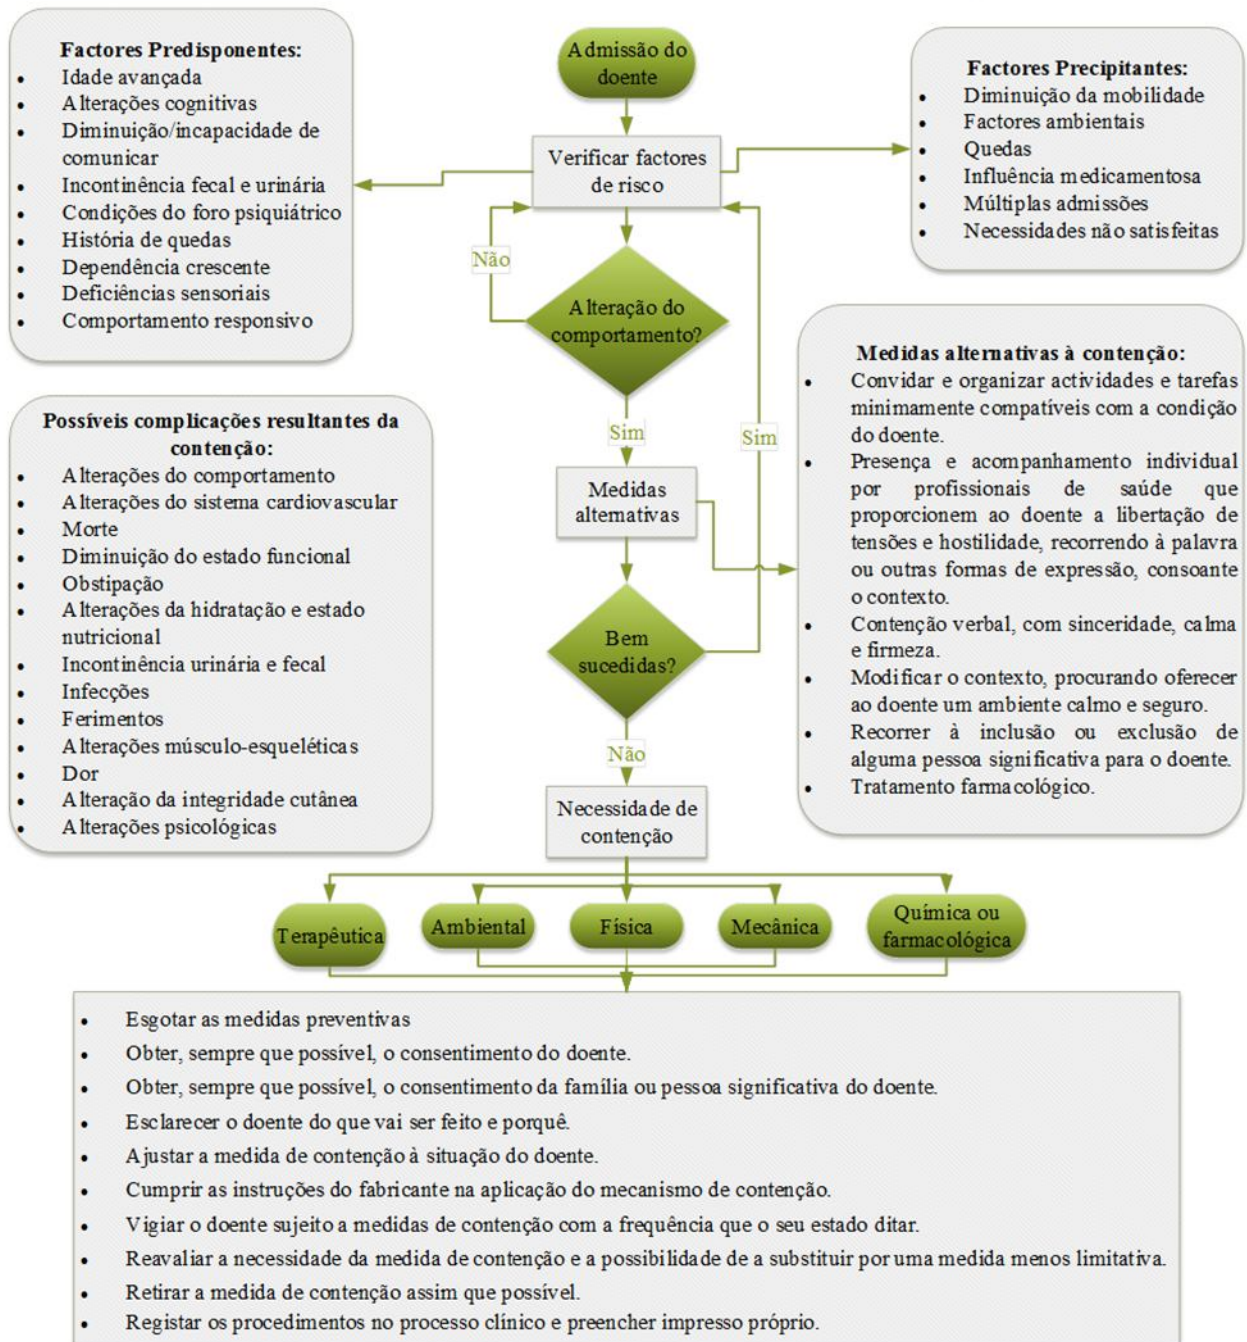 Factores Predisponentes:
• Idade avançada
• Alterações cognitivas
• Diminuição/incapacidade de
comunicar
• Incontinência fecal e urinária
• Condições do foro psiquiátrico
• História de quedas
• Dependência crescente
• Deficiências sensoriais
• Comportamento responsivo
Admissão do
doente
Factores Precipitantes:
• Diminuição da mobilidade
• Factores ambientais
• Quedas
• Influência medicamentosa
• Múltiplas admissões
• Necessidades não satisfeitas
Verificar factores
de risco
Não
Alteração do
comportamento?
Sim
Sim
Medidas
alternativas
Medidas alternativas à contenção:
• Convidar e organizar actividades e tarefas
minimamente compatíveis com a condição
do doente.
• Presença e acompanhamento individual
por profissionais de saúde que
proporcionem ao doente a libertação de
tensões e hostilidade, recorrendo à palavra
ou outras formas de expressão, consoante
o contexto.
• Contenção verbal, com sinceridade, calma
e firmeza.
• Modificar o contexto, procurando oferecer
ao doente um ambiente calmo e seguro.
• Recorrer à inclusão ou exclusão de
alguma pessoa significativa para o doente.
• Tratamento farmacológico.
Possíveis complicações resultantes da
contenção:
• Alterações do comportamento
• Alterações do sistema cardiovascular
• Morte
• Diminuição do estado funcional
• Obstipação
• Alterações da hidratação e estado
nutricional
• Incontinência urinária e fecal
• Infecções
• Ferimentos
• Alterações músculo-esqueléticas
• Dor
• Alteração da integridade cutânea
• Alterações psicológicas
Bem
sucedidas?
Não
Necessidade de
contenção
Terapêutica
Ambiental
Física
Mecânica
Química ou
farmacológica
• Esgotar as medidas preventivas
• Obter, sempre que possível, o consentimento do doente.
• Obter, sempre que possível, o consentimento da família ou pessoa significativa do doente.
• Esclarecer o doente do que vai ser feito e porquê.
• Ajustar a medida de contenção à situação do doente.
• Cumprir as instruções do fabricante na aplicação do mecanismo de contenção.
• Vigiar o doente sujeito a medidas de contenção com a frequência que o seu estado ditar.
• Reavaliar a necessidade da medida de contenção e a possibilidade de a substituir por uma medida menos limitativa.
• Retirar a medida de contenção assim que possível.
• Registar os procedimentos no processo clínico e preencher impresso próprio.